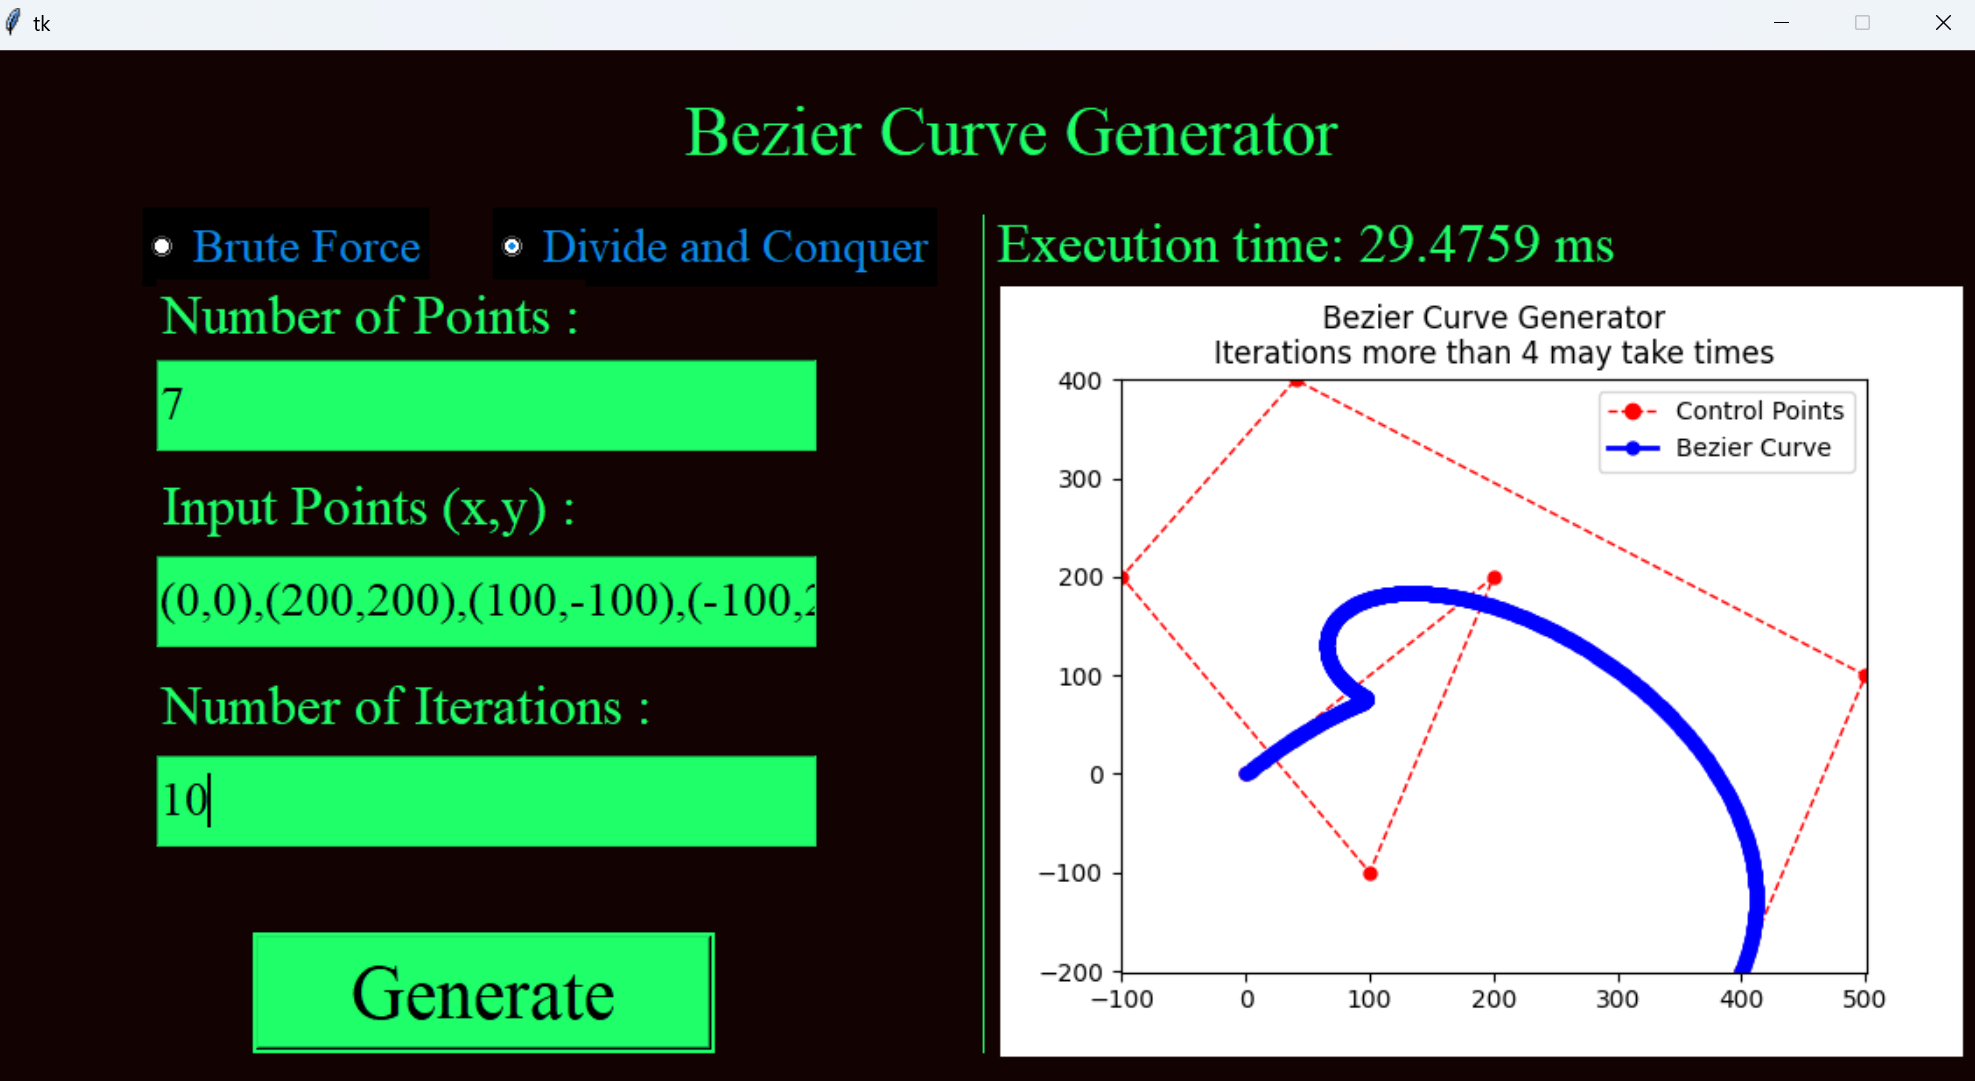 tk
Bezier Curve Generator
Brute Force
Divide and Conquer
Number of Points :
7
Input Points (x,y) :
(0,0),(200,200),(100,-100),(-100,2
Number of Iterations :
10
Generate
Execution time: 29.4759 ms
Bezier Curve Generator
Iterations more than 4 may take times
Control Points
Bezier Curve
400
300
200
100
0
−100
−200
−100 0 100 200 300 400 500